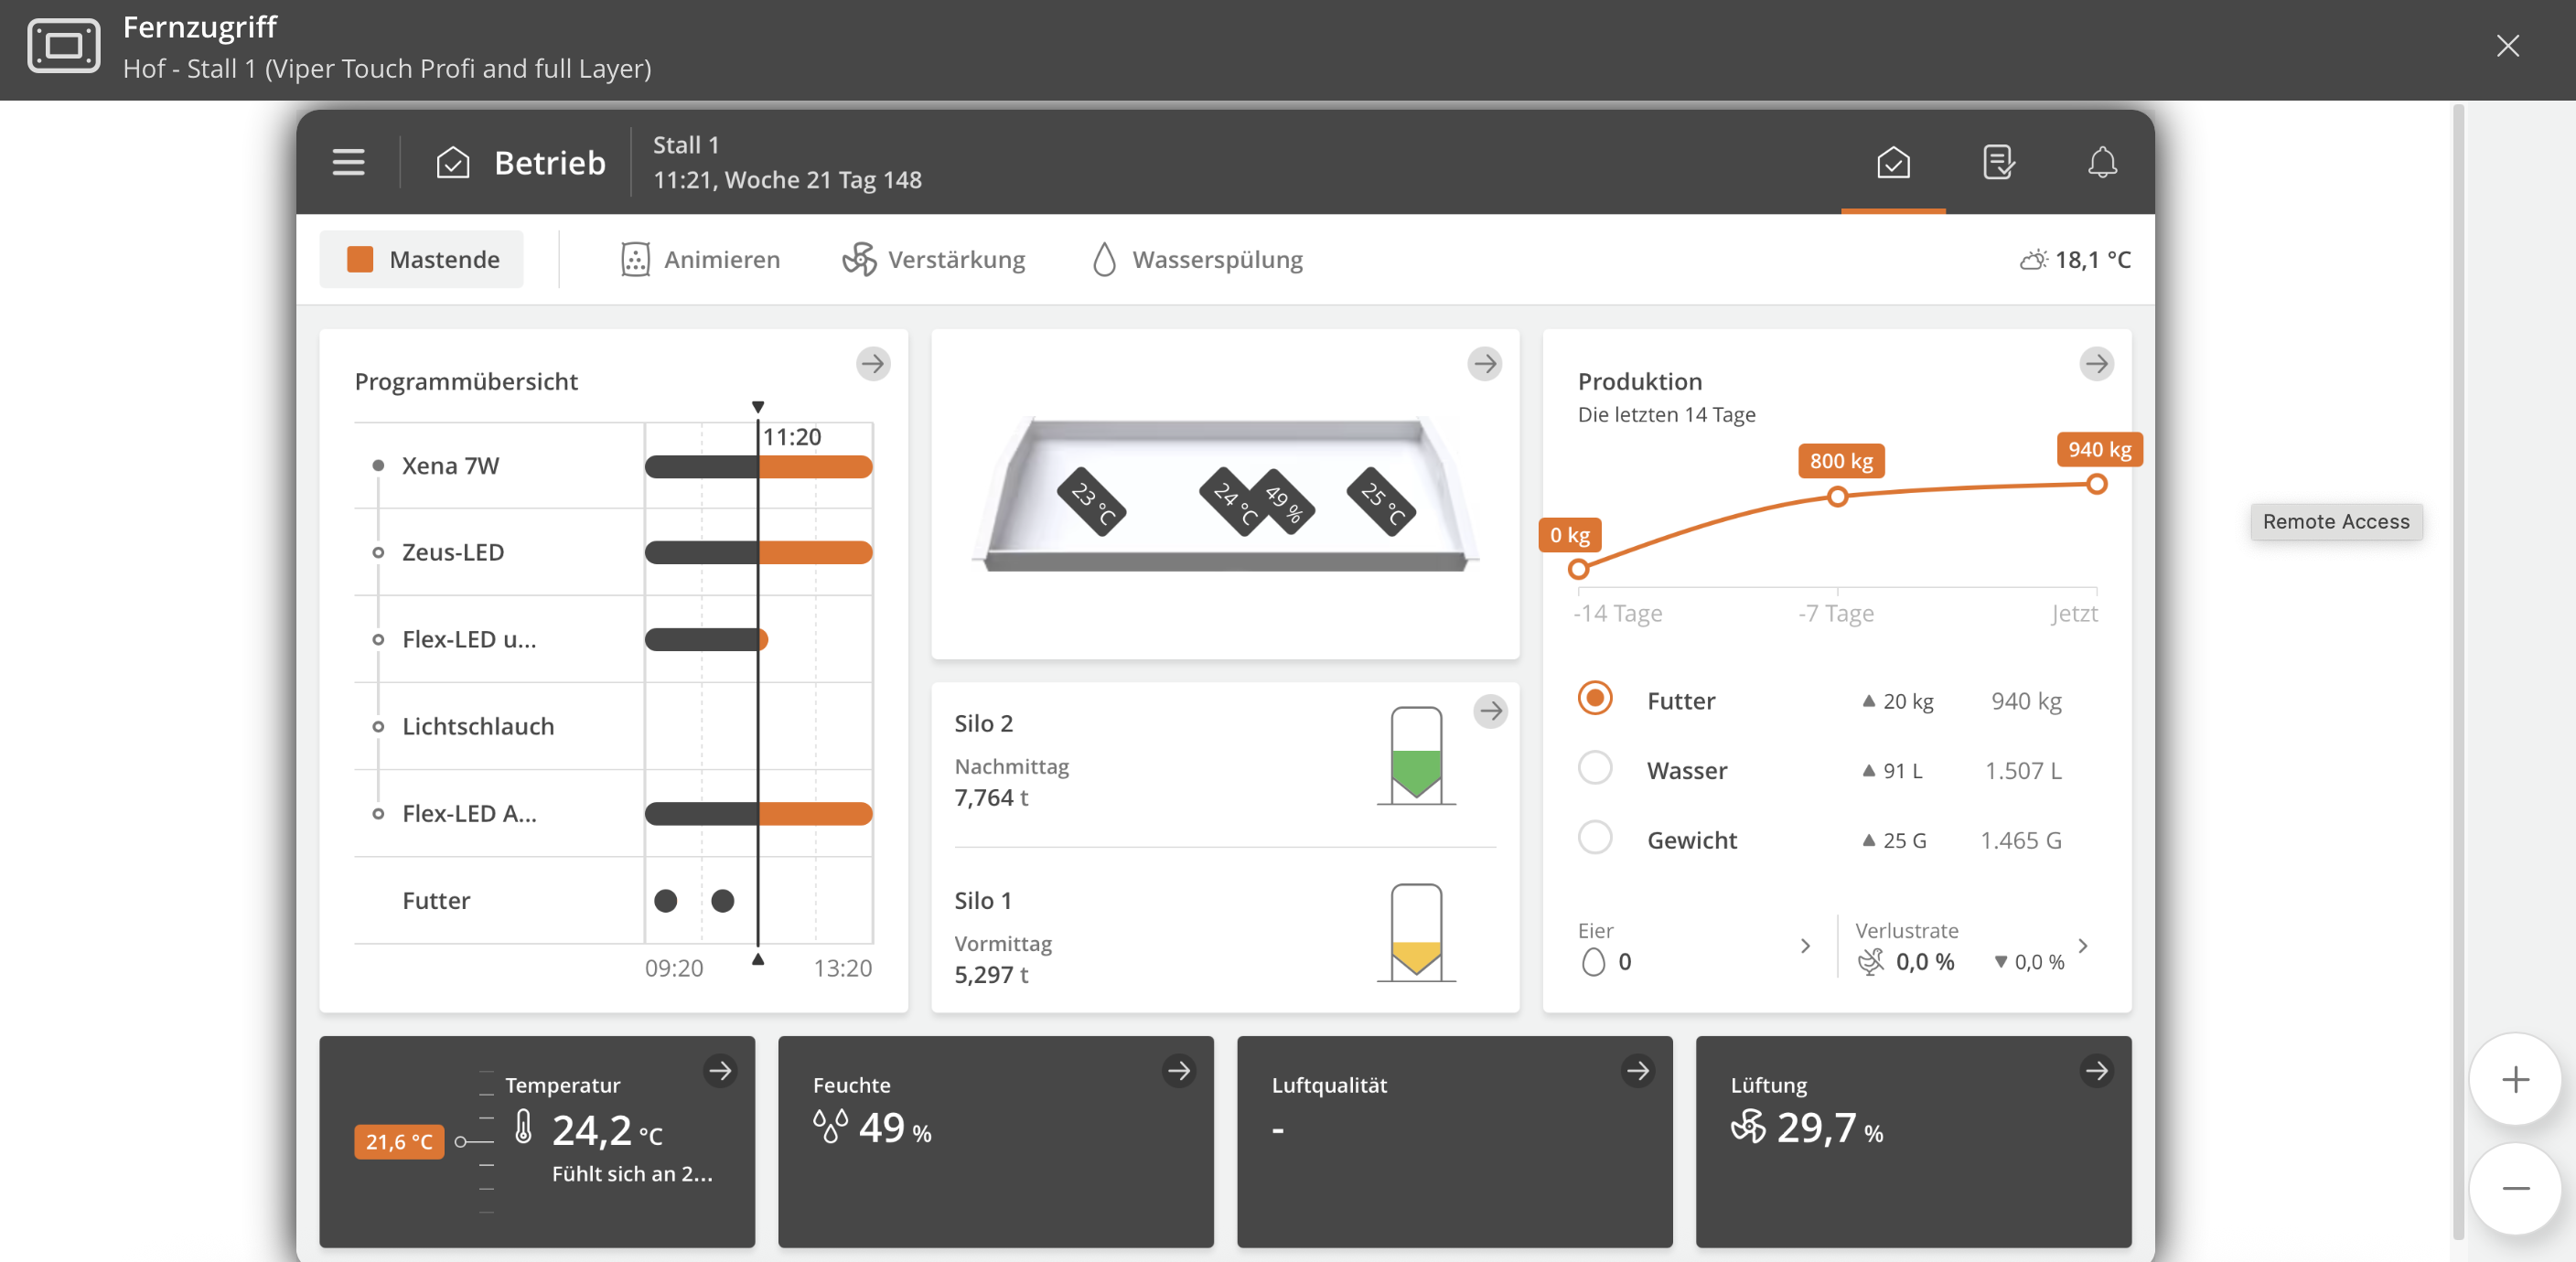 Fernzugriff
Hof - Stall 1 (Viper Touch Profi and full Layer)
Betrieb
Stall 1
11:21, Woche 21 Tag 148
Mastende
Animieren
Verstärkung
Wasserspülung
18,1 °C
Programmübersicht
11:20
Xena 7W
Zeus-LED
Flex-LED u...
Lichtschlauch
Flex-LED A...
Futter
09:20
13:20
23 °C
24 °C
49 %
25 °C
Silo 2
Nachmittag
7,764 t
Silo 1
Vormittag
5,297 t
Produktion
Die letzten 14 Tage
0 kg
800 kg
940 kg
-14 Tage
-7 Tage
Jetzt
Futter ▲ 20 kg 940 kg
Wasser ▲ 91 L 1.507 L
Gewicht ▲ 25 G 1.465 G
Eier
0
Verlustrate
0,0 % ▼ 0,0 %
Remote Access
21,6 °C
Temperatur
24,2 °C
Fühlt sich an 2...
Feuchte
49 %
Luftqualität
-
Lüftung
29,7 %